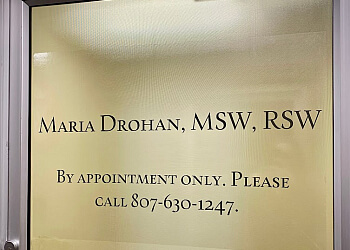 Maria Drohan, MSW, RSW
By appointment only. Please
call 807-630-1247.